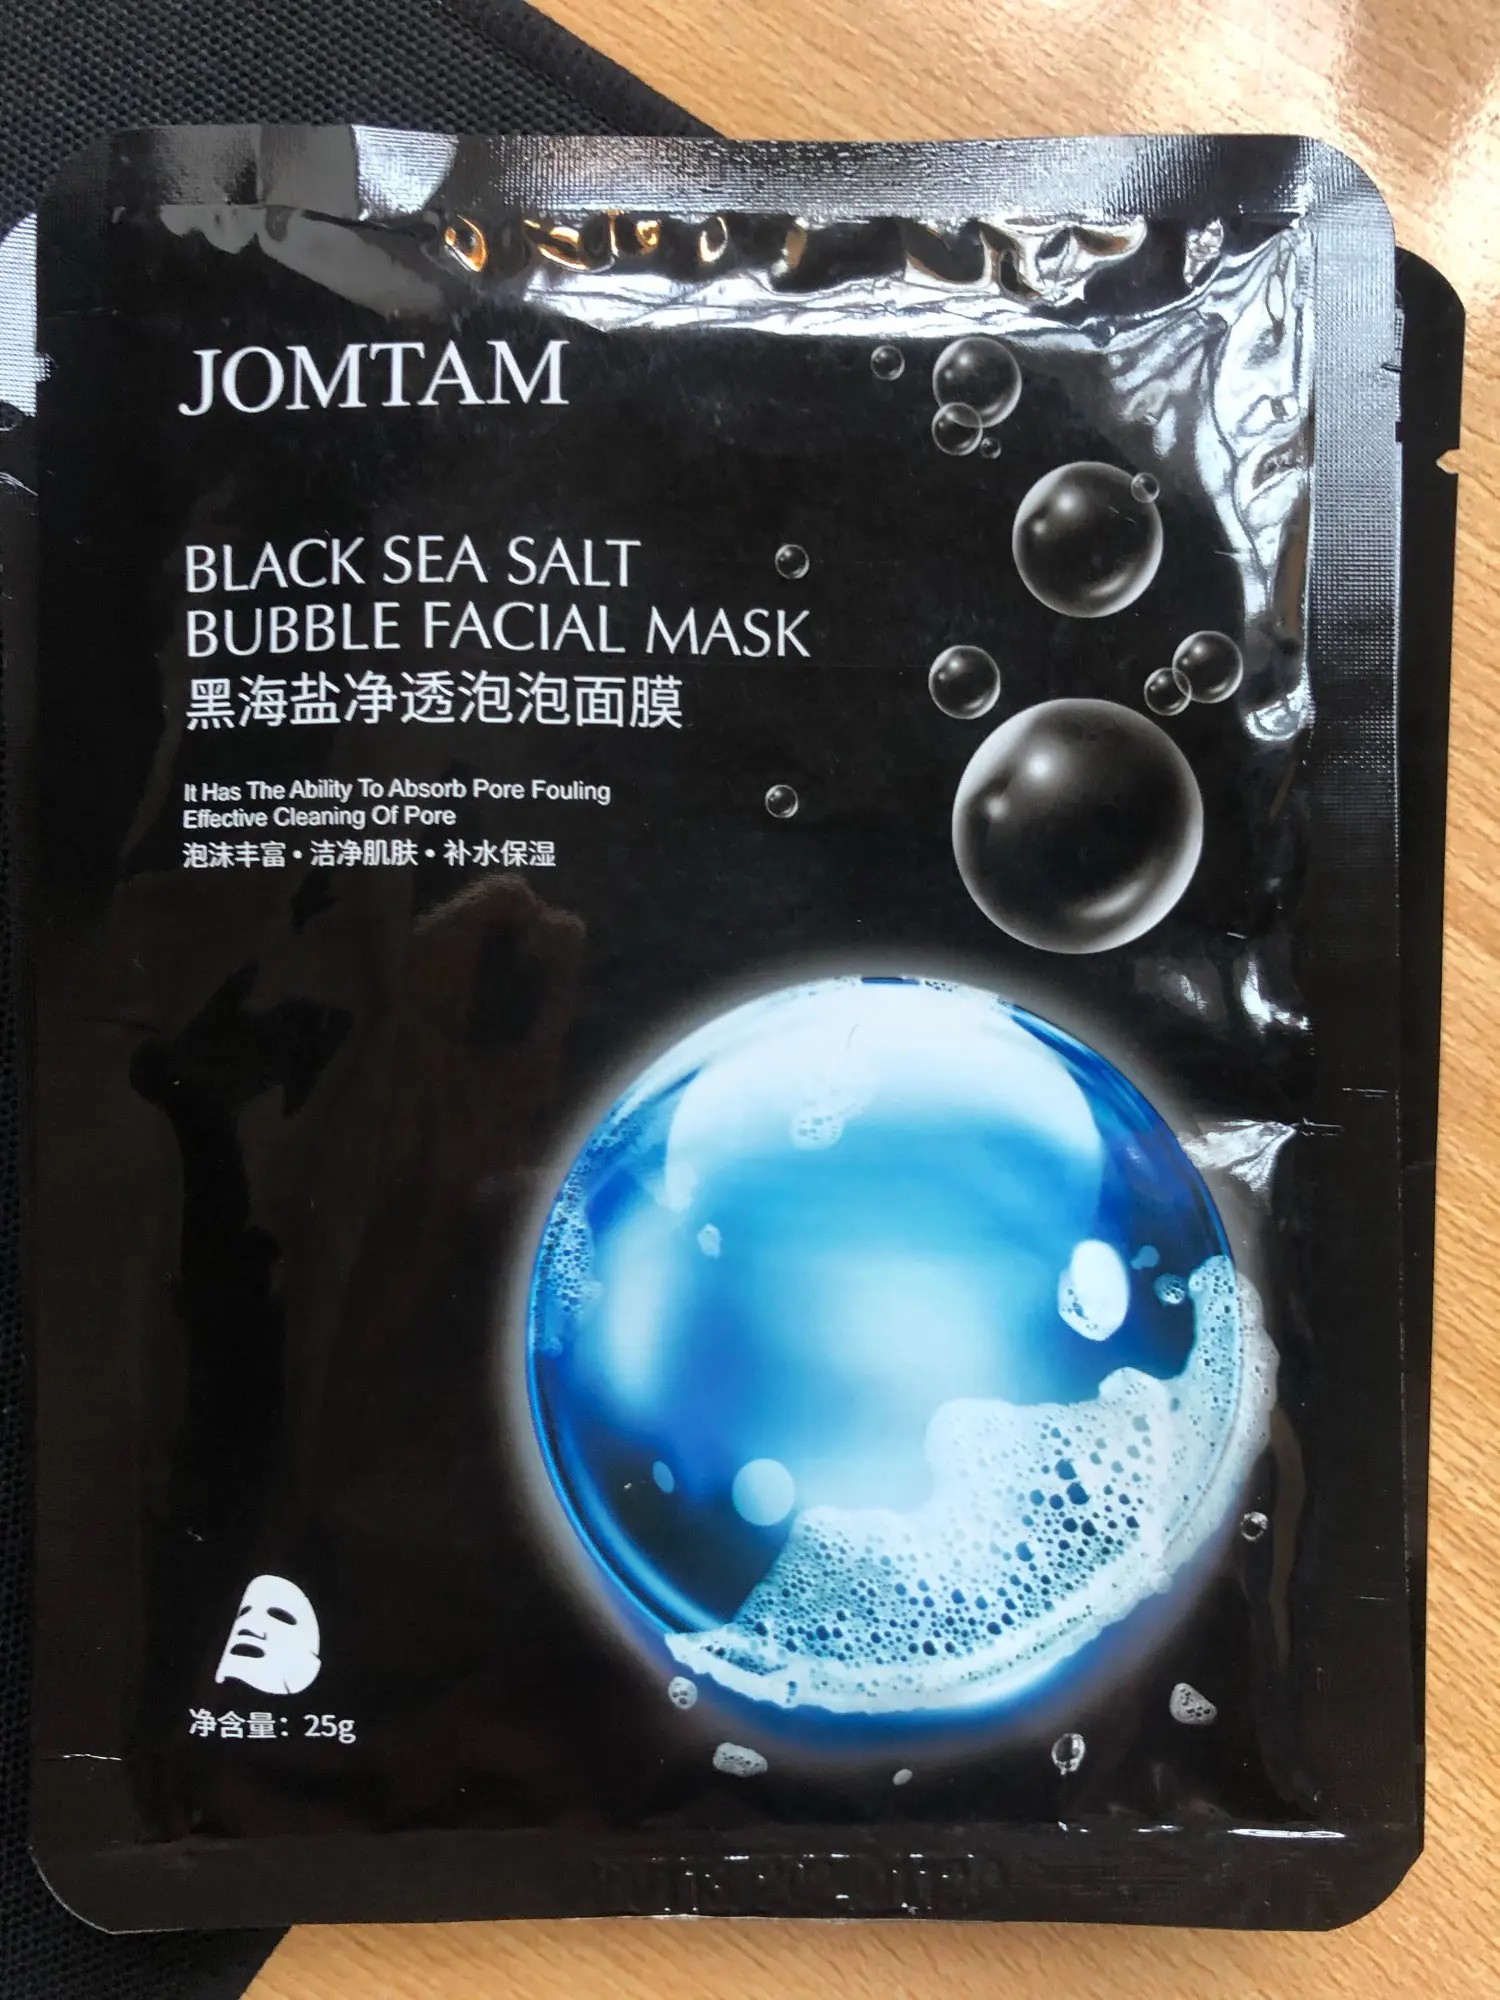 JOMTAM
BLACK SEA SALT
BUBBLE FACIAL MASK
黑海盐净透泡泡面膜
It Has The Ability To Absorb Pore Fouling
Effective Cleaning Of Pore
泡沫丰富•洁净肌肤•补水保湿
净含量：25g